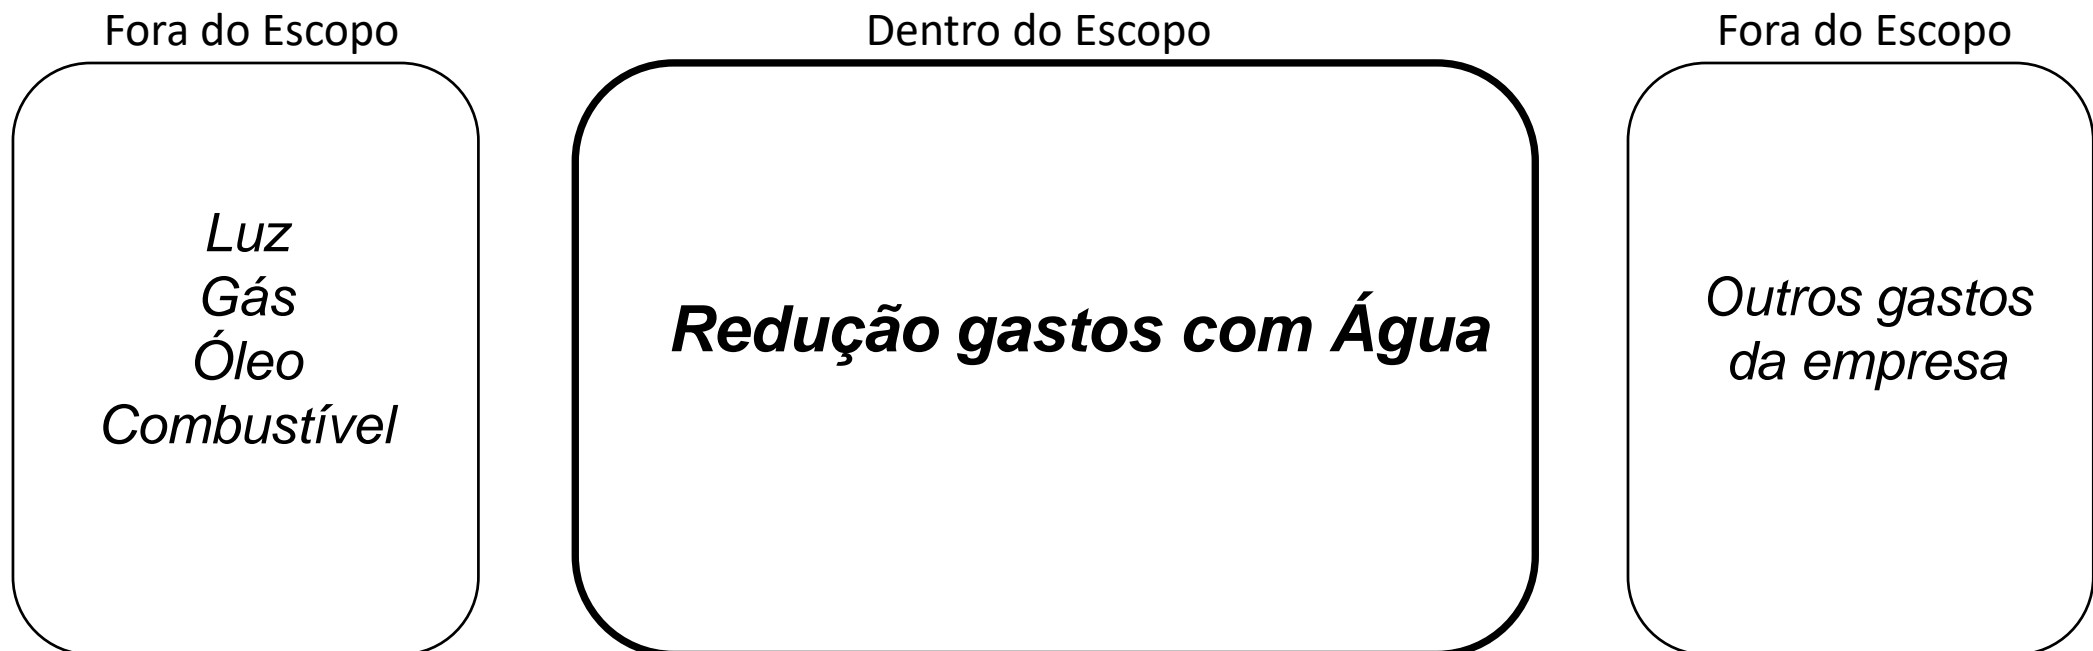 Fora do Escopo
Luz
Gás
Óleo
Combustível
Dentro do Escopo
Redução gastos com Água
Fora do Escopo
Outros gastos
da empresa